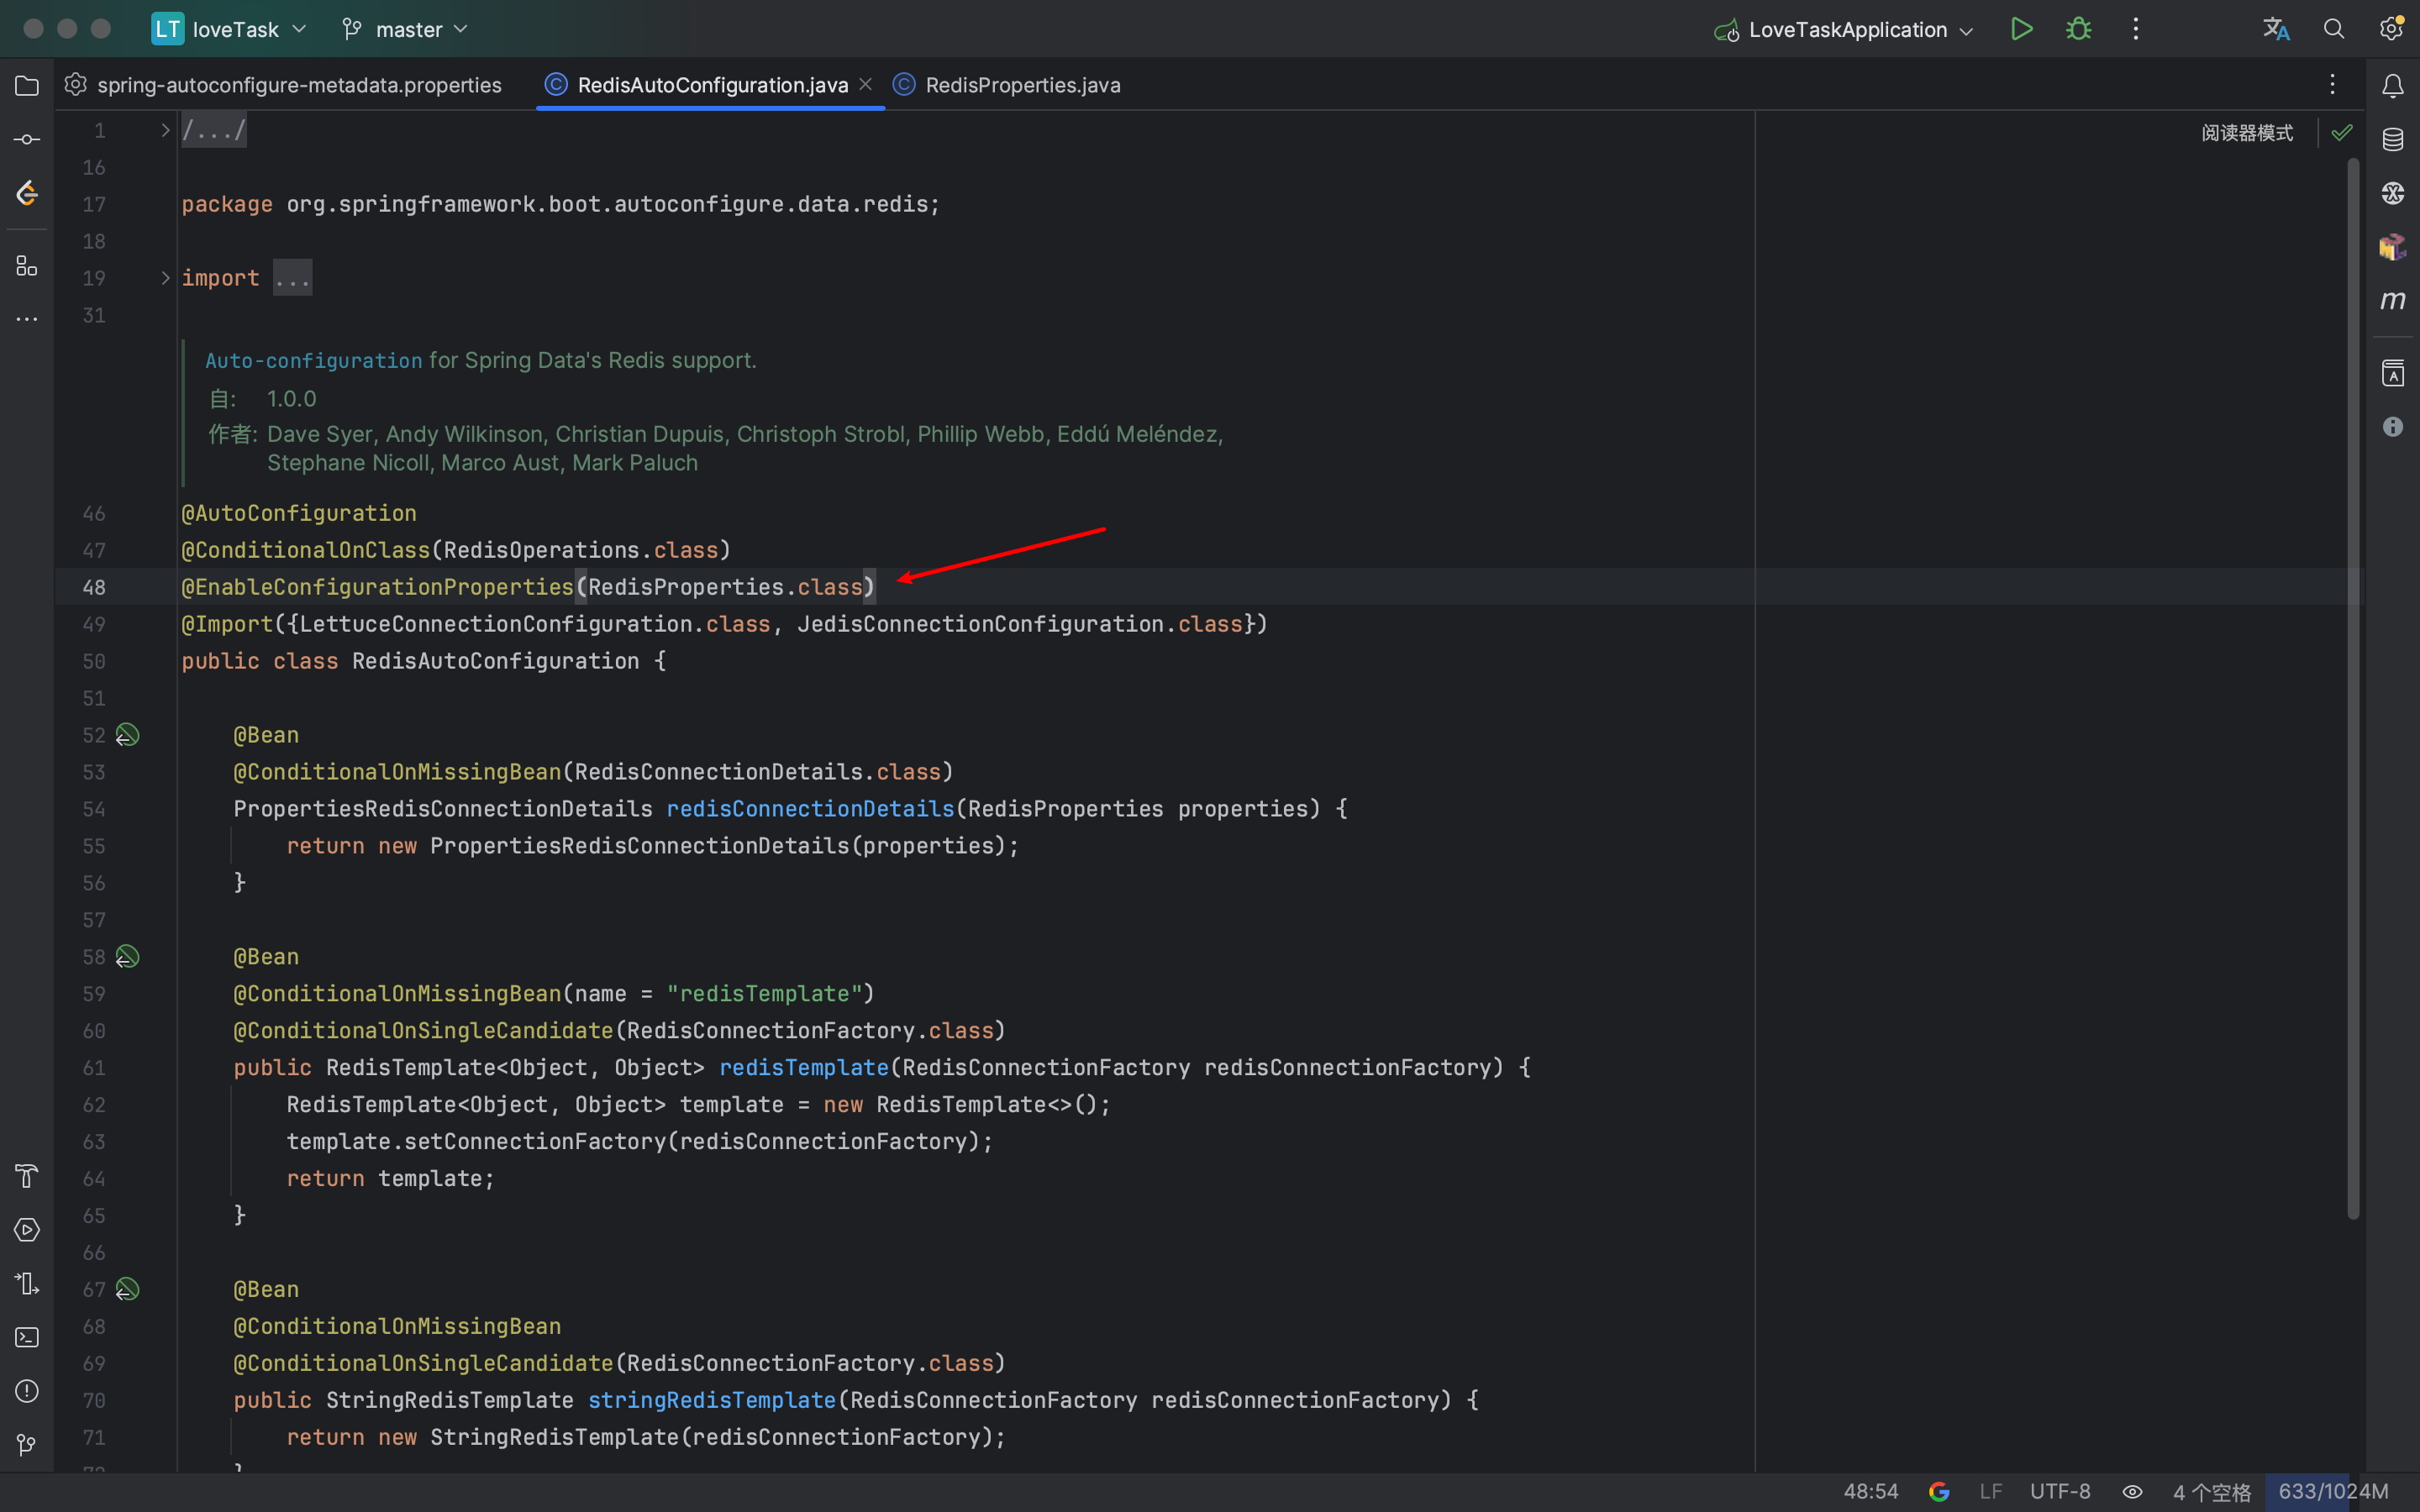 LT loveTask master LoveTaskApplication
spring-autoconfigure-metadata.properties RedisAutoConfiguration.java RedisProperties.java
1 /.../ 阅读器模式
16
17 package org.springframework.boot.autoconfigure.data.redis;
18
19 import ...
31
Auto-configuration for Spring Data's Redis support.
自: 1.0.0
作者: Dave Syer, Andy Wilkinson, Christian Dupuis, Christoph Strobl, Phillip Webb, Eddú Meléndez,
Stephane Nicoll, Marco Aust, Mark Paluch
46 @AutoConfiguration
47 @ConditionalOnClass(RedisOperations.class)
48 @EnableConfigurationProperties(RedisProperties.class)
49 @Import({LettuceConnectionConfiguration.class, JedisConnectionConfiguration.class})
50 public class RedisAutoConfiguration {
51
52 @Bean
53 @ConditionalOnMissingBean(RedisConnectionDetails.class)
54 PropertiesRedisConnectionDetails redisConnectionDetails(RedisProperties properties) {
55 return new PropertiesRedisConnectionDetails(properties);
56 }
57
58 @Bean
59 @ConditionalOnMissingBean(name = "redisTemplate")
60 @ConditionalOnSingleCandidate(RedisConnectionFactory.class)
61 public RedisTemplate<Object, Object> redisTemplate(RedisConnectionFactory redisConnectionFactory) {
62 RedisTemplate<Object, Object> template = new RedisTemplate<>();
63 template.setConnectionFactory(redisConnectionFactory);
64 return template;
65 }
66
67 @Bean
68 @ConditionalOnMissingBean
69 @ConditionalOnSingleCandidate(RedisConnectionFactory.class)
70 public StringRedisTemplate stringRedisTemplate(RedisConnectionFactory redisConnectionFactory) {
71 return new StringRedisTemplate(redisConnectionFactory);
48:54 LF UTF-8 4 个空格 633/1024M